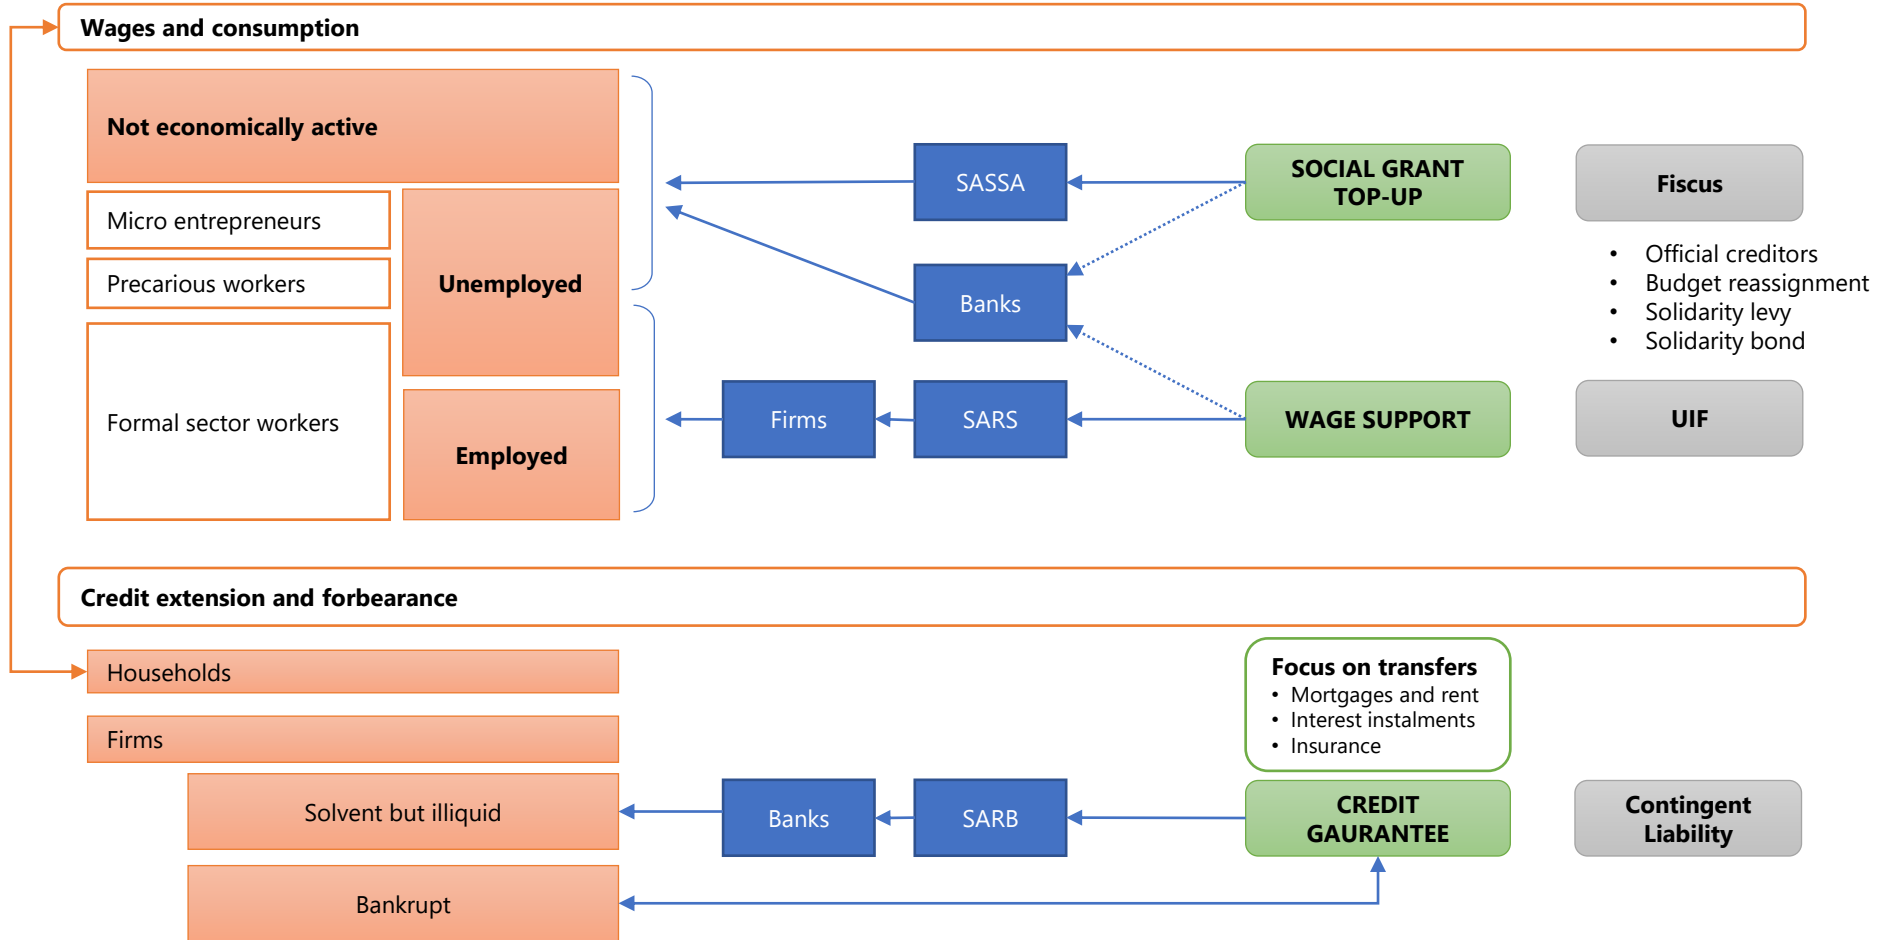 Wages and consumption
Not economically active
Micro entrepreneurs
Precarious workers
Formal sector workers
Unemployed
Employed
SASSA
Banks
Firms
SARS
SOCIAL GRANT
TOP-UP
WAGE SUPPORT
Fiscus
• Official creditors
• Budget reassignment
• Solidarity levy
• Solidarity bond
UIF
Credit extension and forbearance
Households
Firms
Solvent but illiquid
Bankrupt
Banks
SARB
Focus on transfers
• Mortgages and rent
• Interest instalments
• Insurance
CREDIT
GAURANTEE
Contingent
Liability